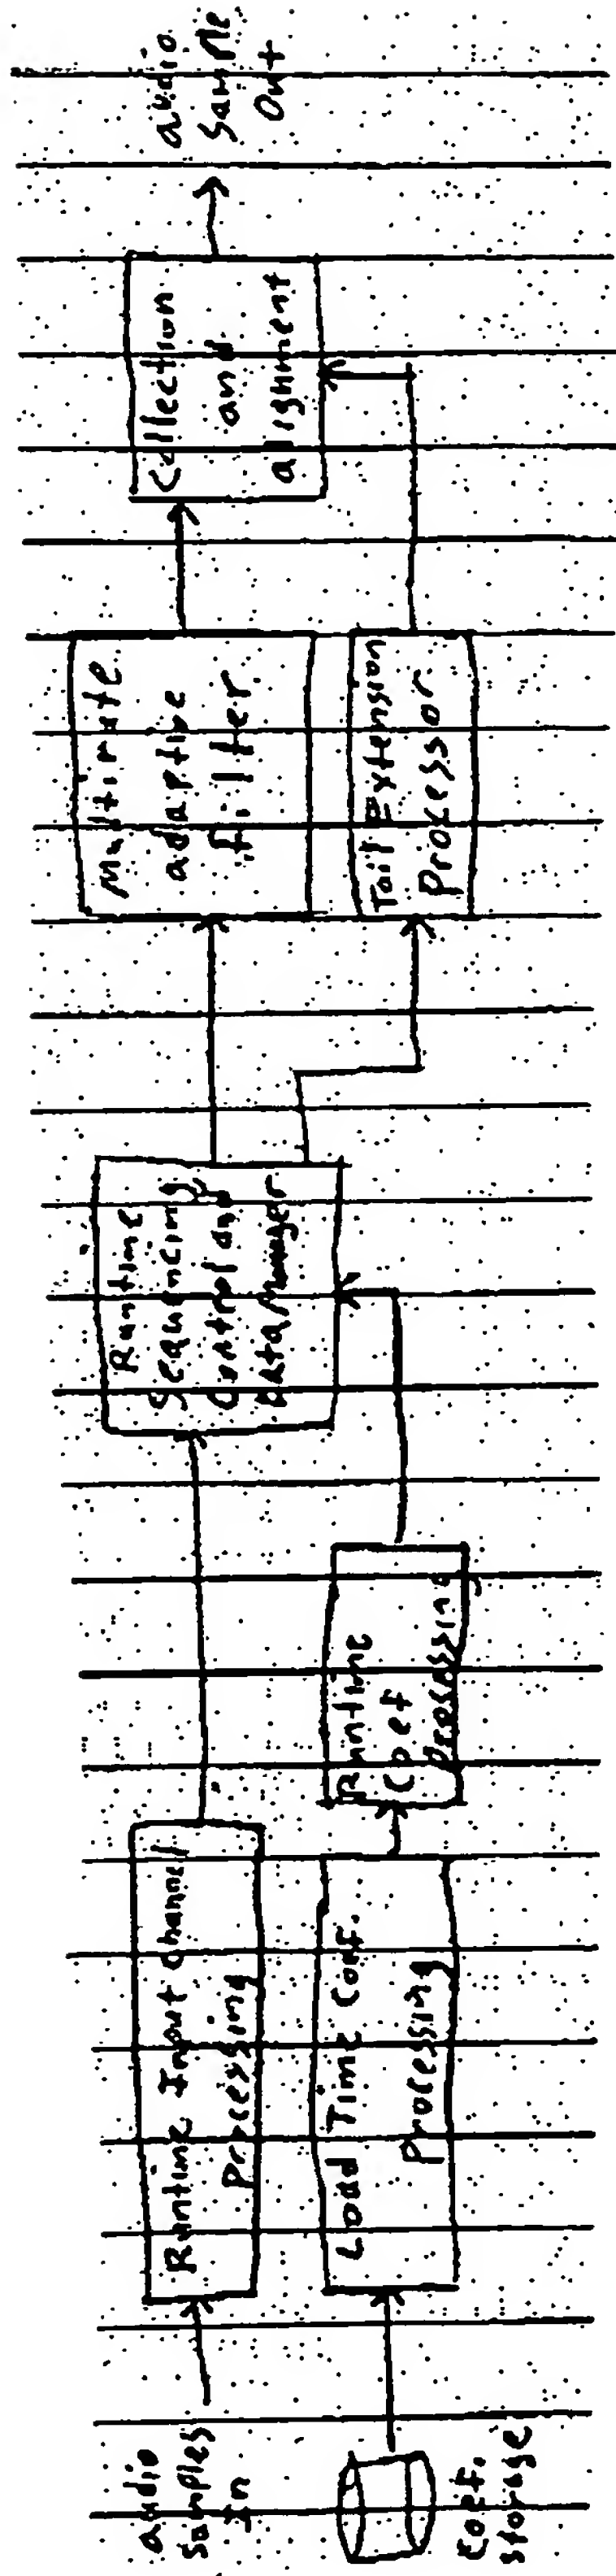 audio
samples
In
Coef.
storage
Runtime Input Channel
Processing
Load Time Coef.
Processing
Runtime
Coef
Processing
Runtime
Sequencing
Control and
Data Manager
Multirate
adaptive
filter
Tail Extension
Processor
Collection
and
alignment
audio
Sample
Out